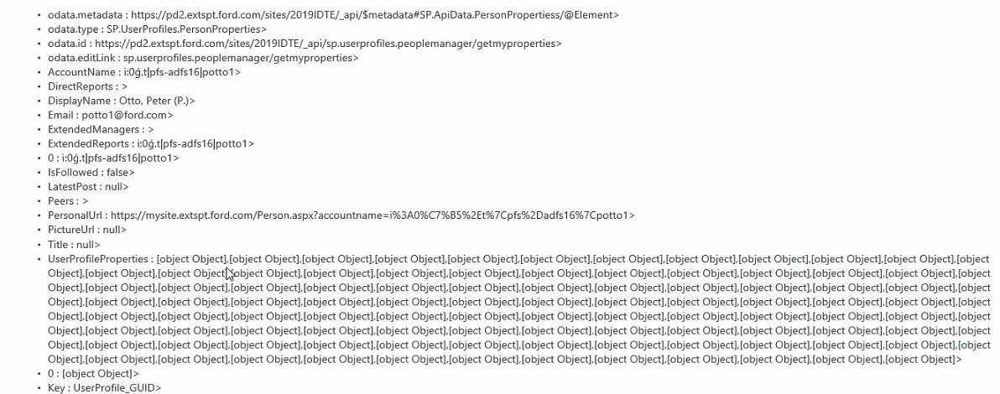 • odata.metadata : https://pd2.extspt.ford.com/sites/2019IDTE/_api/$metadata#SP.ApiData.PersonPropertiess/@Element>
• odata.type : SP.UserProfiles.PersonProperties>
• odata.id : https://pd2.extspt.ford.com/sites/2019IDTE/_api/sp.userprofiles.peoplemanager/getmyproperties>
• odata.editLink : sp.userprofiles.peoplemanager/getmyproperties>
• AccountName : i:0ǵ.t|pfs-adfs16|potto1>
• DirectReports : >
• DisplayName : Otto, Peter (P.)>
• Email : potto1@ford.com>
• ExtendedManagers : >
• ExtendedReports : i:0ǵ.t|pfs-adfs16|potto1>
• 0 : i:0ǵ.t|pfs-adfs16|potto1>
• IsFollowed : false>
• LatestPost : null>
• Peers : >
• PersonalUrl : https://mysite.extspt.ford.com/Person.aspx?accountname=i%3A0%C7%B5%2Et%7Cpfs%2Dadfs16%7Cpotto1>
• PictureUrl : null>
• Title : null>
• UserProfileProperties : [object Object],[object Object],[object Object],[object Object],[object Object],[object Object],[object Object],[object Object],[object Object],[object Object],[object Object],[object
Object],[object Object],[object Object],[object Object],[object Object],[object Object],[object Object],[object Object],[object Object],[object Object],[object Object],[object Object],[object Object],[object
Object],[object Object],[object Object],[object Object],[object Object],[object Object],[object Object],[object Object],[object Object],[object Object],[object Object],[object Object],[object Object],[object
Object],[object Object],[object Object],[object Object],[object Object],[object Object],[object Object],[object Object],[object Object],[object Object],[object Object],[object Object],[object Object],[object
Object],[object Object],[object Object],[object Object],[object Object],[object Object],[object Object],[object Object],[object Object],[object Object],[object Object],[object Object],[object Object],[object
Object],[object Object],[object Object],[object Object],[object Object],[object Object],[object Object],[object Object],[object Object],[object Object],[object Object],[object Object],[object Object],[object
Object],[object Object],[object Object],[object Object],[object Object],[object Object],[object Object],[object Object],[object Object],[object Object],[object Object],[object Object],[object Object],[object
Object],[object Object],[object Object],[object Object],[object Object],[object Object],[object Object],[object Object],[object Object],[object Object],[object Object],[object Object],[object Object]>
• 0 : [object Object]>
• Key : UserProfile_GUID>